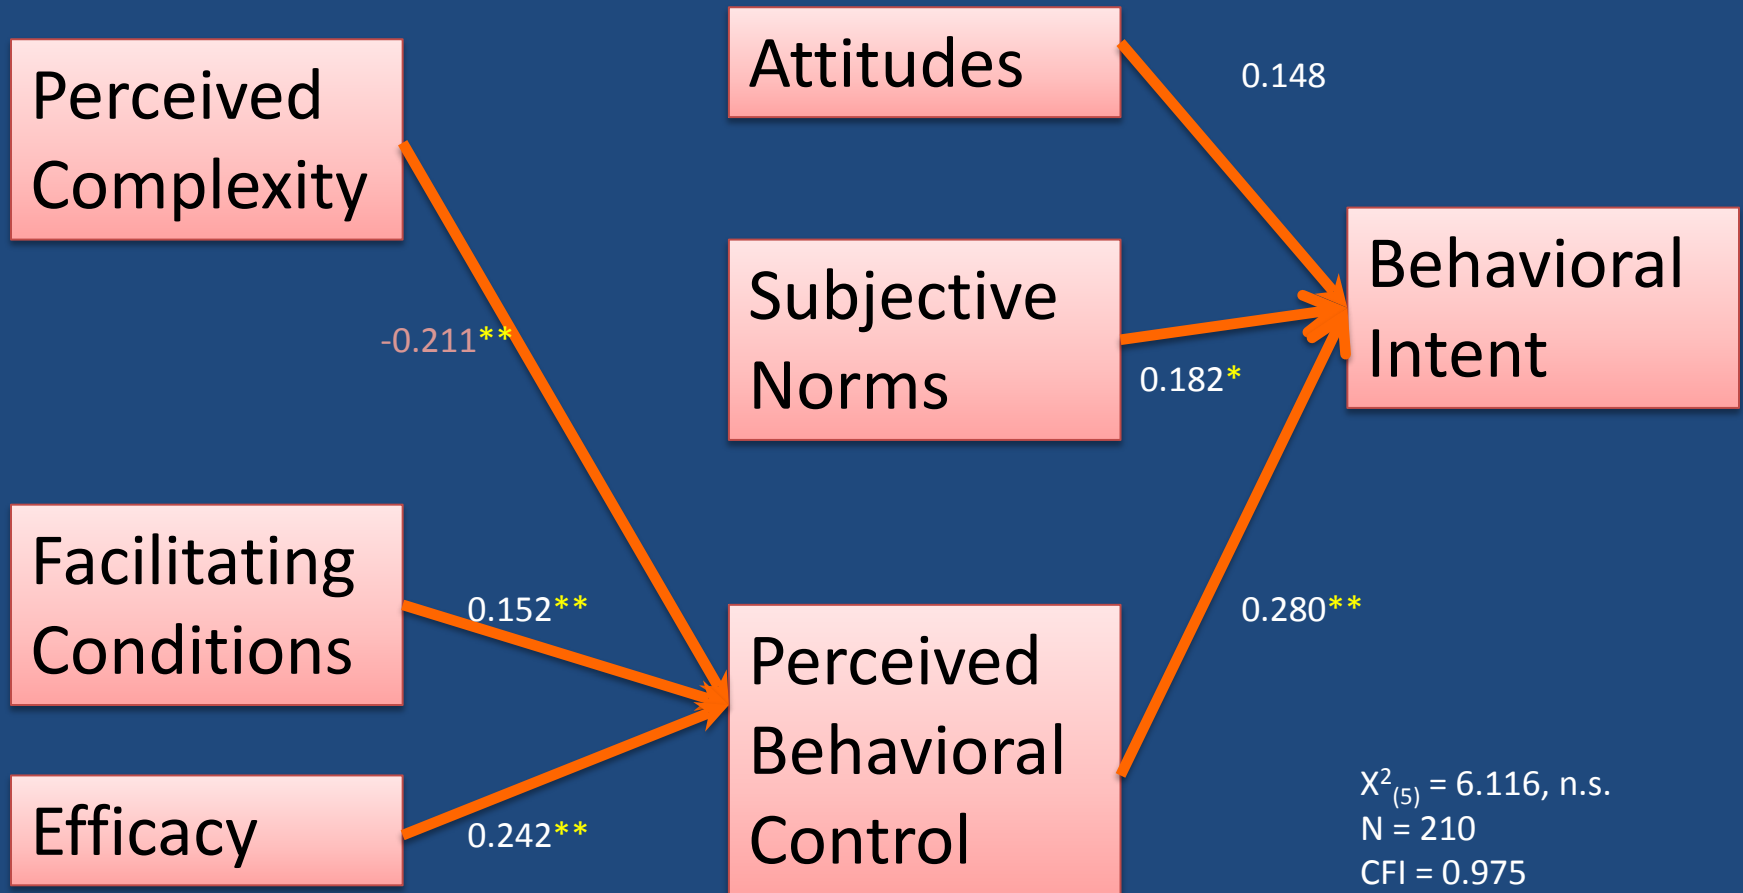 Perceived
Complexity
Facilitating
Conditions
Efficacy
-0.211**
0.152**
0.242**
Attitudes
Subjective
Norms
Perceived
Behavioral
Control
0.148
0.182*
0.280**
Behavioral
Intent
X²₍₅₎ = 6.116, n.s.
N = 210
CFI = 0.975